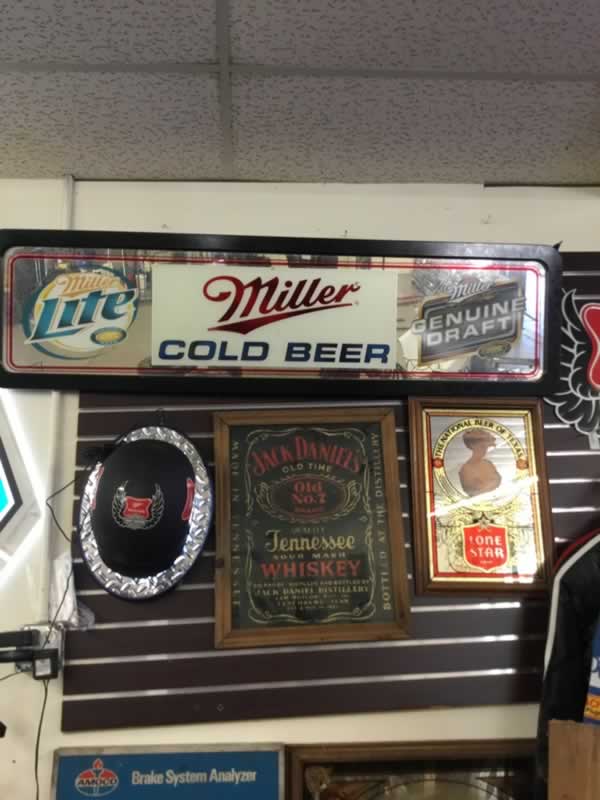 Miller
Lite
Miller
COLD BEER
Miller
GENUINE
DRAFT
JACK DANIEL'S
OLD TIME
Old
No.7
BRAND
QUALITY
Tennessee
SOUR MASH
WHISKEY
JACK DANIEL DISTILLERY
MADE IN TENNESSEE
BOTTLED AT THE DISTILLERY
THE NATIONAL BEER OF TEXAS
LONE
STAR
AMOCO
Brake System Analyzer